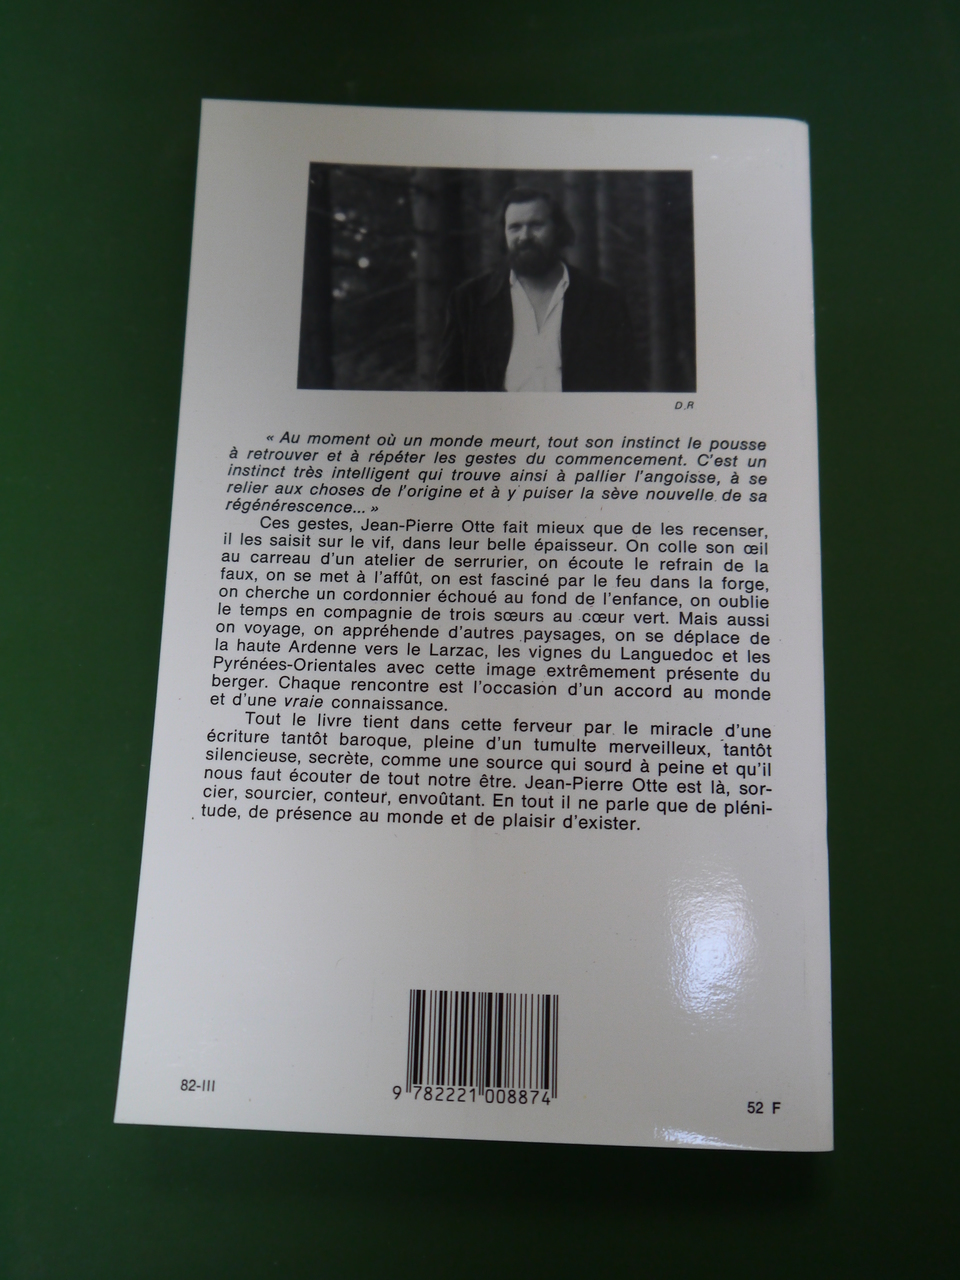 D.R
« Au moment où un monde meurt, tout son instinct le pousse
à retrouver et à répéter les gestes du commencement. C'est un
instinct très intelligent qui trouve ainsi à pallier l'angoisse, à se
relier aux choses de l'origine et à y puiser la sève nouvelle de sa
régénérescence... »
Ces gestes, Jean-Pierre Otte fait mieux que de les recenser,
il les saisit sur le vif, dans leur belle épaisseur. On colle son œil
au carreau d'un atelier de serrurier, on écoute le refrain de la
faux, on se met à l'affût, on est fasciné par le feu dans la forge,
on cherche un cordonnier échoué au fond de l'enfance, on oublie
le temps en compagnie de trois sœurs au cœur vert. Mais aussi
on voyage, on appréhende d'autres paysages, on se déplace de
la haute Ardenne vers le Larzac, les vignes du Languedoc et les
Pyrénées-Orientales avec cette image extrêmement présente du
berger. Chaque rencontre est l'occasion d'un accord au monde
et d'une vraie connaissance.
Tout le livre tient dans cette ferveur par le miracle d'une
écriture tantôt baroque, pleine d'un tumulte merveilleux, tantôt
silencieuse, secrète, comme une source qui sourd à peine et qu'il
nous faut écouter de tout notre être. Jean-Pierre Otte est là, sor-
cier, sourcier, conteur, envoûtant. En tout il ne parle que de pléni-
tude, de présence au monde et de plaisir d'exister.
82-III
9 782221 008874
52 F